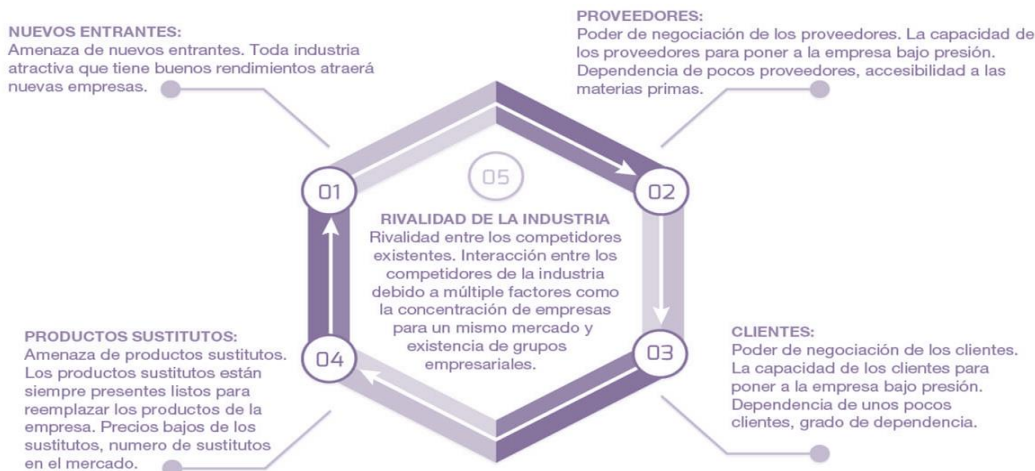 NUEVOS ENTRANTES:
Amenaza de nuevos entrantes. Toda industria
atractiva que tiene buenos rendimientos atraerá
nuevas empresas.
PROVEEDORES:
Poder de negociación de los proveedores. La capacidad de
los proveedores para poner a la empresa bajo presión.
Dependencia de pocos proveedores, accesibilidad a las
materias primas.
01
02
05
RIVALIDAD DE LA INDUSTRIA
Rivalidad entre los competidores
existentes. Interacción entre los
competidores de la industria
debido a múltiple factores como
la concentración de empresas
para un mismo mercado y
existencia de grupos
empresariales.
04
03
PRODUCTOS SUSTITUTOS:
Amenaza de productos sustitutos.
Los productos sustitutos están
siempre presentes listos para
reemplazar los productos de la
empresa. Precios bajos de los
sustitutos, numero de sustitutos
en el mercado.
CLIENTES:
Poder de negociación de los clientes.
La capacidad de los clientes para
poner a la empresa bajo presión.
Dependencia de unos pocos
clientes, grado de dependencia.